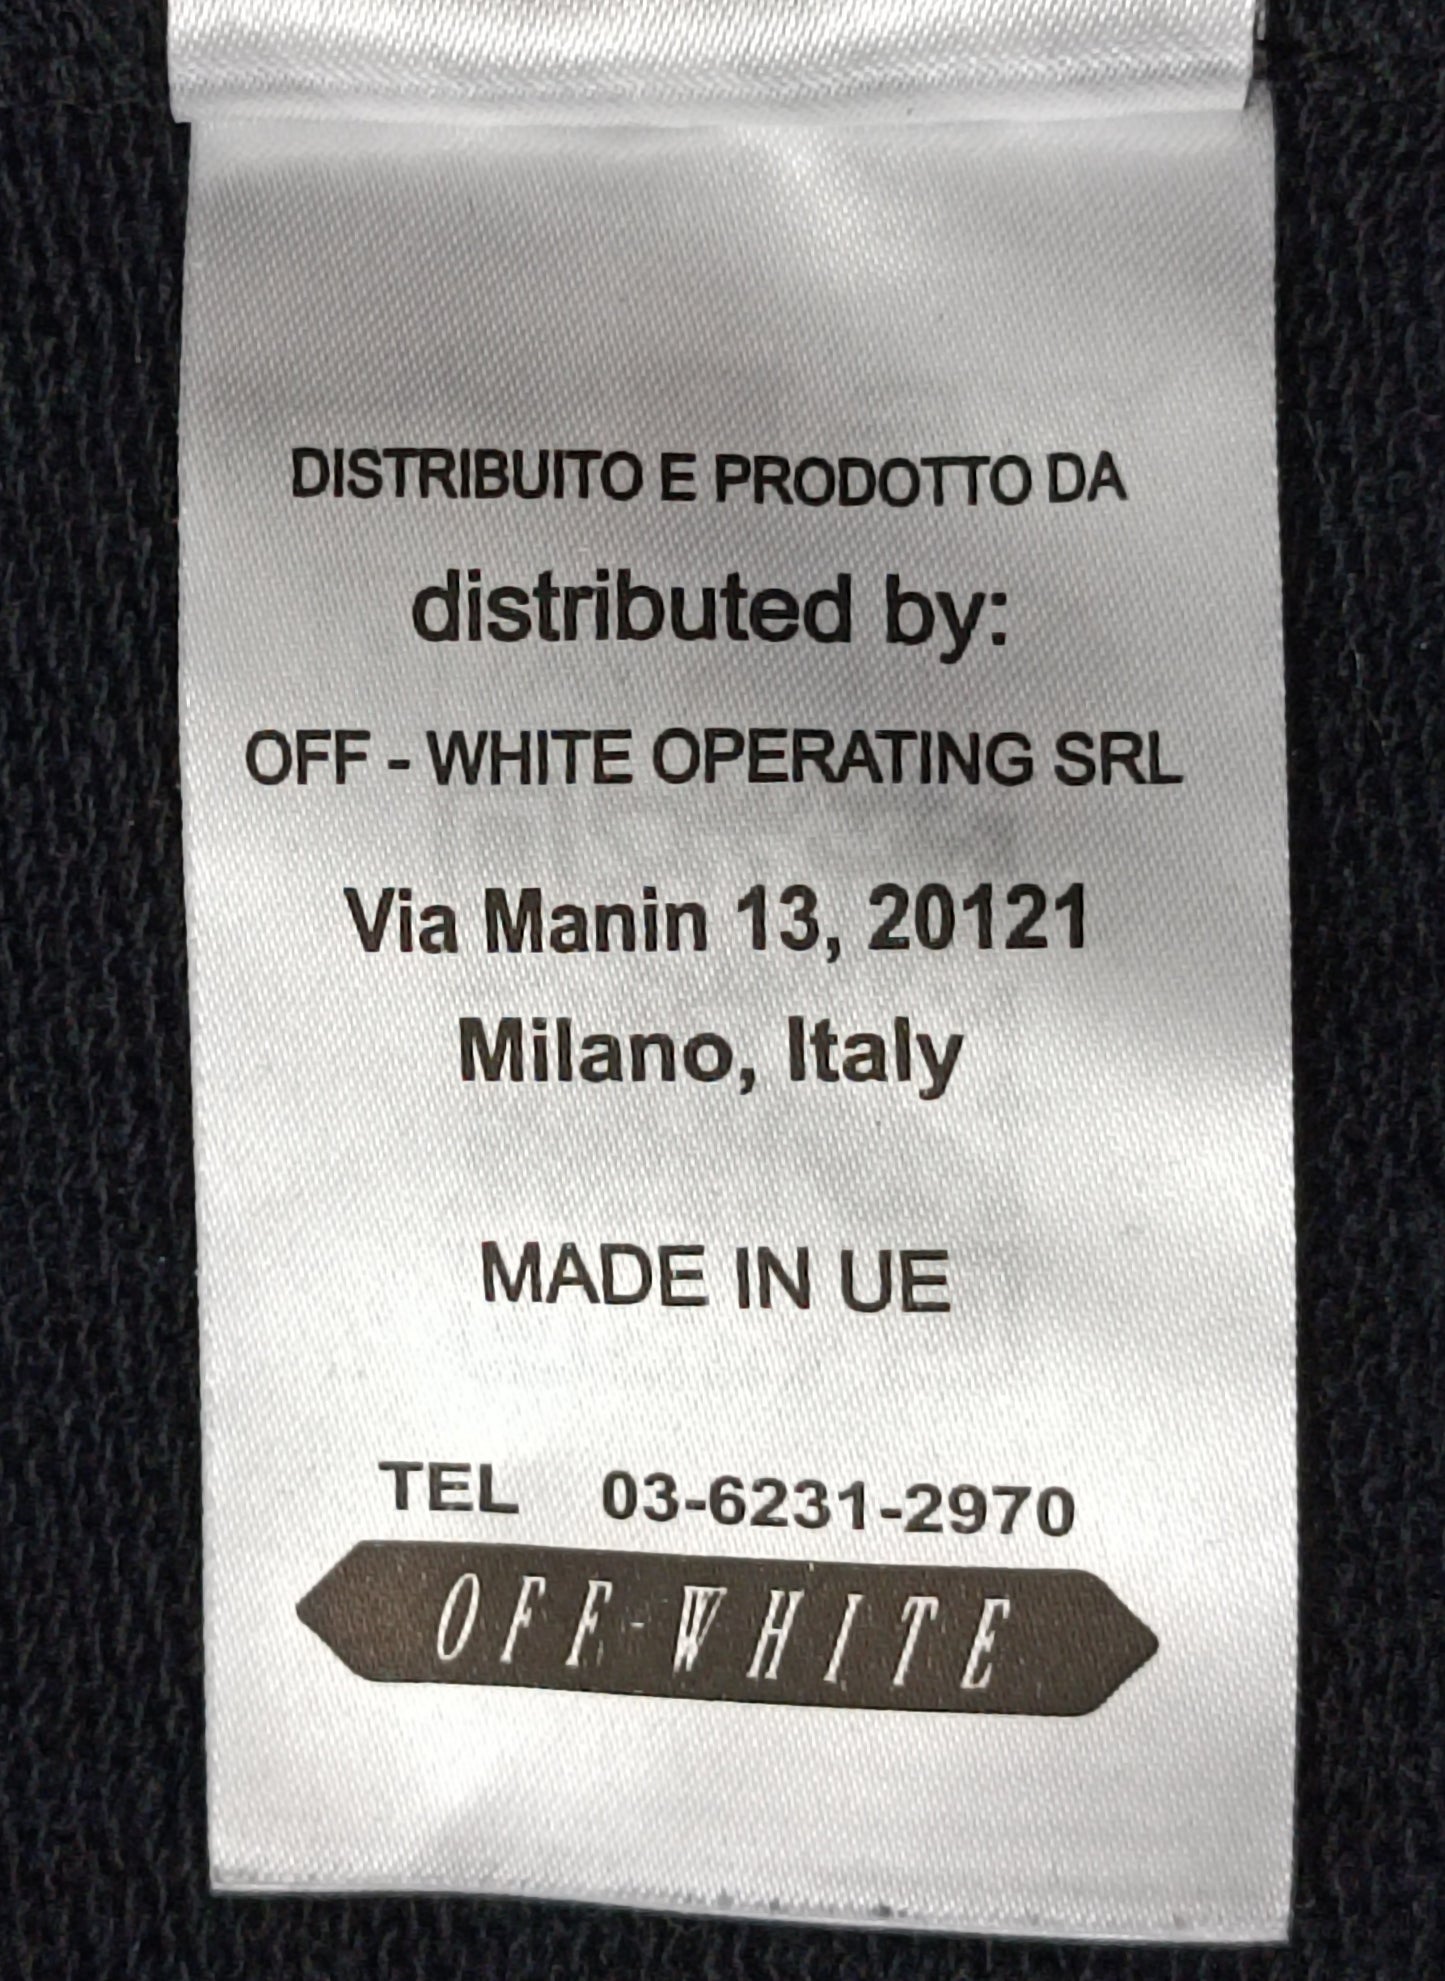 DISTRIBUITO E PRODOTTO DA
distributed by:
OFF - WHITE OPERATING SRL
Via Manin 13, 20121
Milano, Italy
MADE IN UE
TEL 03-6231-2970
OFF-WHITE